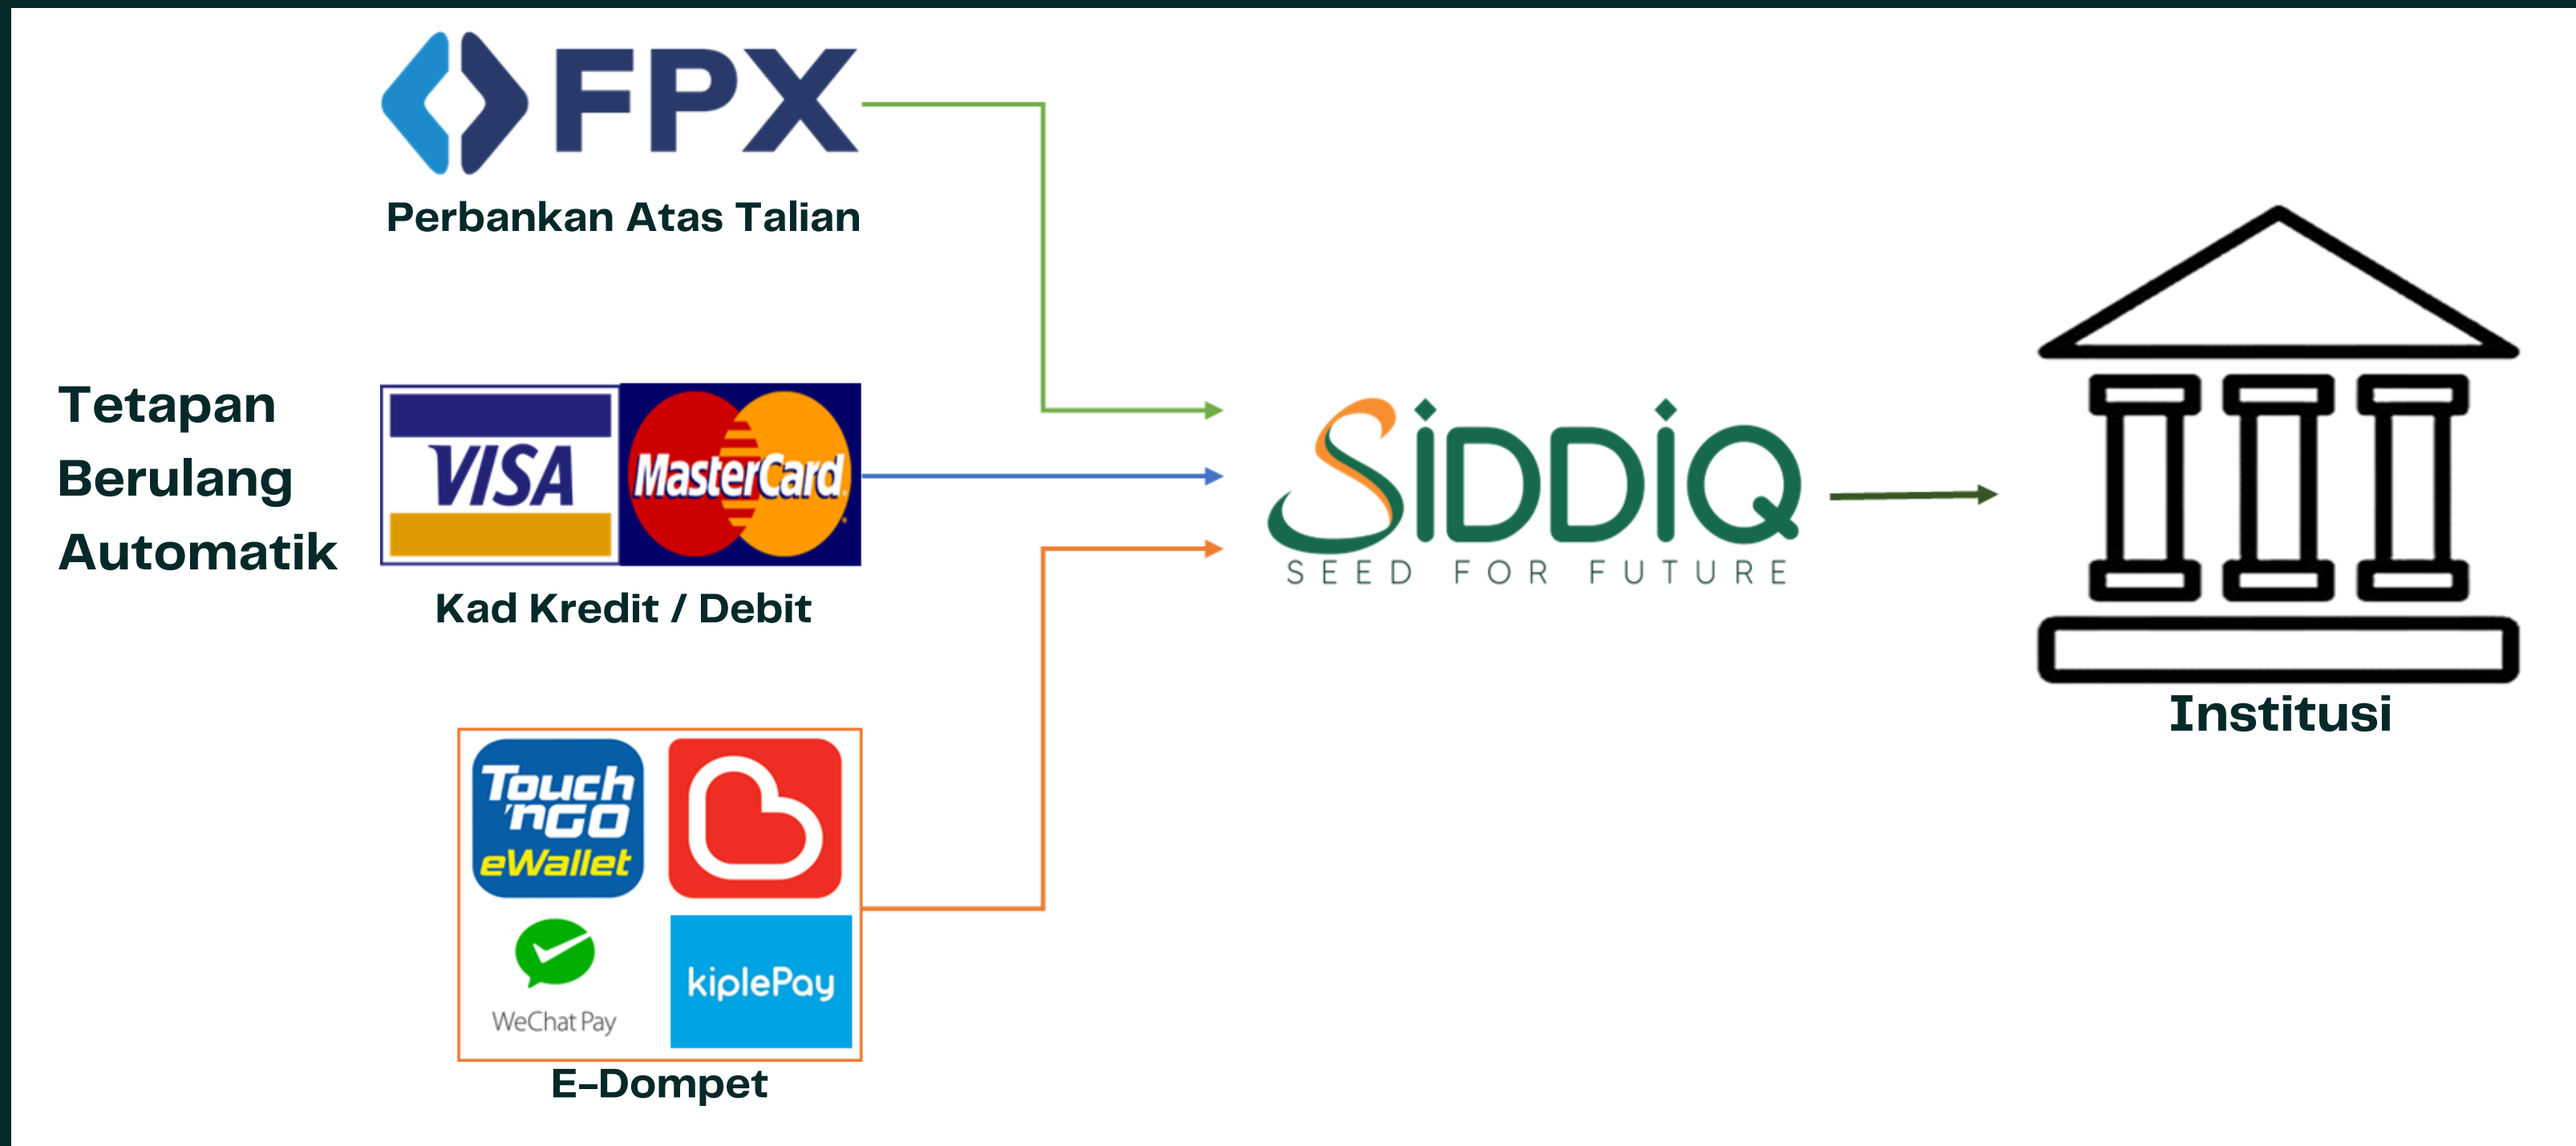 FPX
Perbankan Atas Talian
Tetapan
Berulang
Automatik
VISA
MasterCard
Kad Kredit / Debit
Touch
'nGO
eWallet
WeChat Pay
kiplePay
E-Dompet
SiDDiQ
SEED FOR FUTURE
Institusi